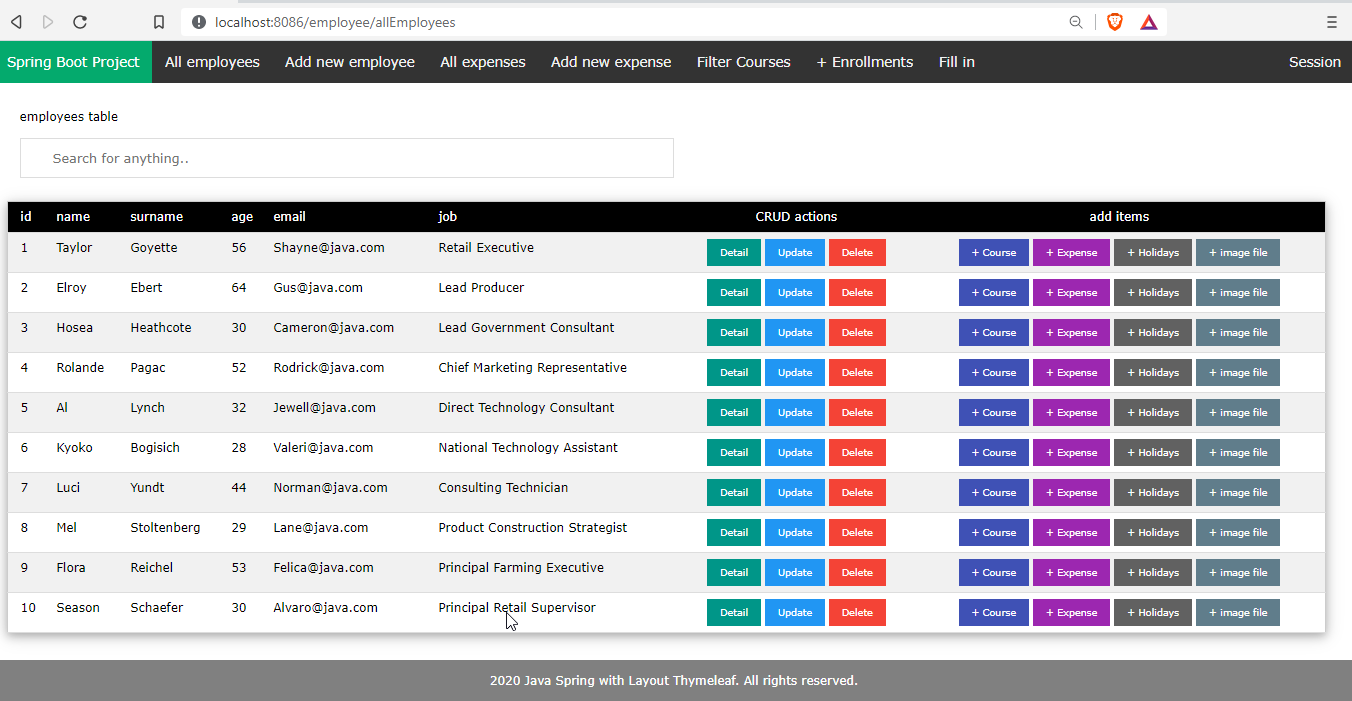 localhost:8086/employee/allEmployees
Spring Boot Project All employees Add new employee All expenses Add new expense Filter Courses + Enrollments Fill in Session
employees table
Search for anything..
id name surname age email job CRUD actions add items
1 Taylor Goyette 56 Shayne@java.com Retail Executive Detail Update Delete + Course + Expense + Holidays + image file
2 Elroy Ebert 64 Gus@java.com Lead Producer Detail Update Delete + Course + Expense + Holidays + image file
3 Hosea Heathcote 30 Cameron@java.com Lead Government Consultant Detail Update Delete + Course + Expense + Holidays + image file
4 Rolande Pagac 52 Rodrick@java.com Chief Marketing Representative Detail Update Delete + Course + Expense + Holidays + image file
5 Al Lynch 32 Jewell@java.com Direct Technology Consultant Detail Update Delete + Course + Expense + Holidays + image file
6 Kyoko Bogisich 28 Valeri@java.com National Technology Assistant Detail Update Delete + Course + Expense + Holidays + image file
7 Luci Yundt 44 Norman@java.com Consulting Technician Detail Update Delete + Course + Expense + Holidays + image file
8 Mel Stoltenberg 29 Lane@java.com Product Construction Strategist Detail Update Delete + Course + Expense + Holidays + image file
9 Flora Reichel 53 Felica@java.com Principal Farming Executive Detail Update Delete + Course + Expense + Holidays + image file
10 Season Schaefer 30 Alvaro@java.com Principal Retail Supervisor Detail Update Delete + Course + Expense + Holidays + image file
2020 Java Spring with Layout Thymeleaf. All rights reserved.